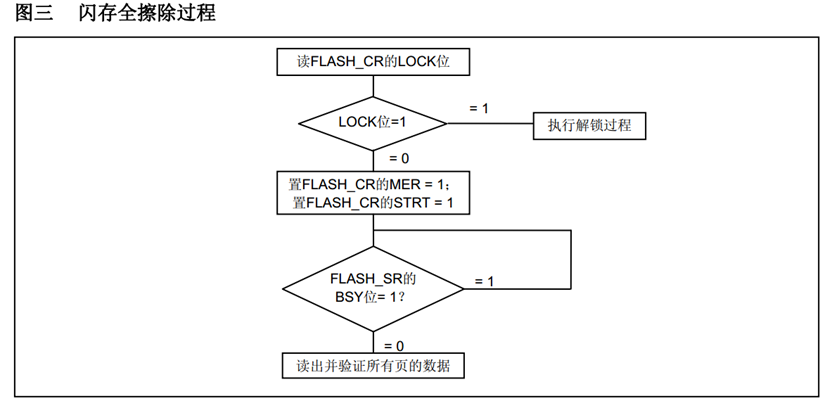 图三 闪存全擦除过程
读FLASH_CR的LOCK位
LOCK位=1
= 1
执行解锁过程
= 0
置FLASH_CR的MER = 1;
置FLASH_CR的STRT = 1
FLASH_SR的
BSY位= 1?
= 1
= 0
读出并验证所有页的数据